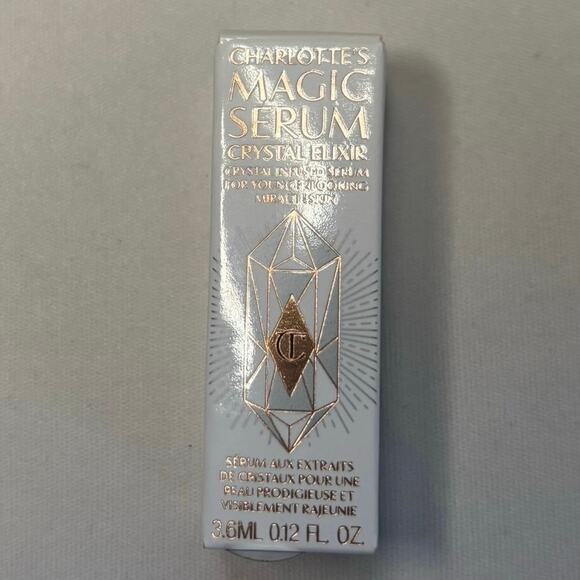 CHARLOTTE'S
MAGIC
SERUM
CRYSTAL ELIXIR
CRYSTAL INFUSED SERUM
FOR YOUNGER LOOKING
MIRACLE SKIN
CT
SÉRUM AUX EXTRAITS
DE CRYSTAUX POUR UNE
PEAU PRODIGIEUSE ET
VISIBLEMENT RAJEUNIE
3.6ML 0.12 FL. OZ.